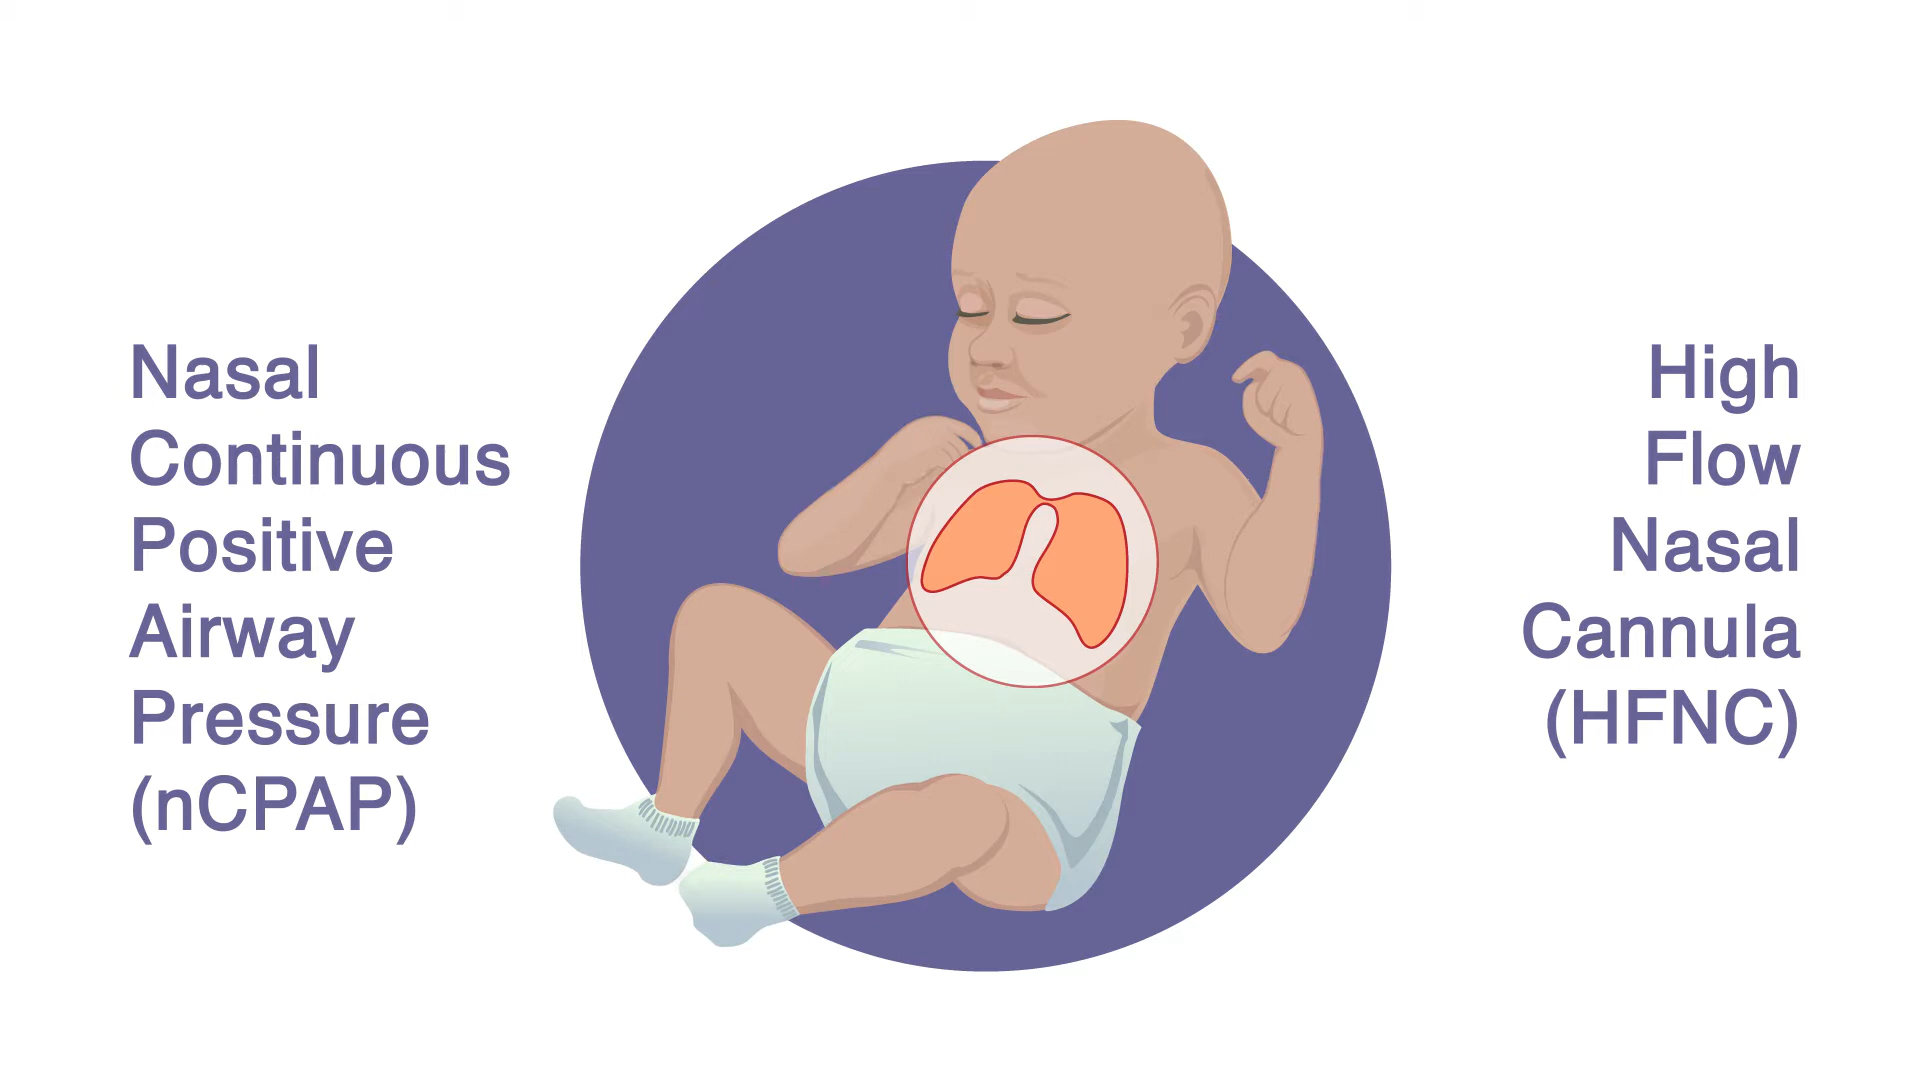 Nasal
Continuous
Positive
Airway
Pressure
(nCPAP)
High
Flow
Nasal
Cannula
(HFNC)